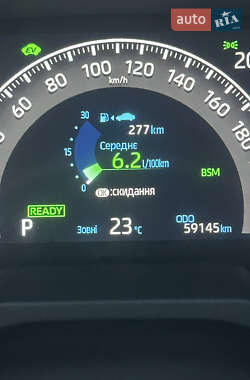 auto.RIA
EV
20
60 80 100 120 140 160 180
km/h
30
277km
Середнє
15
6.2 l/100km
BSM
0
OK:скидання
READY
P
Зовні 23 °C
ODO
59145km